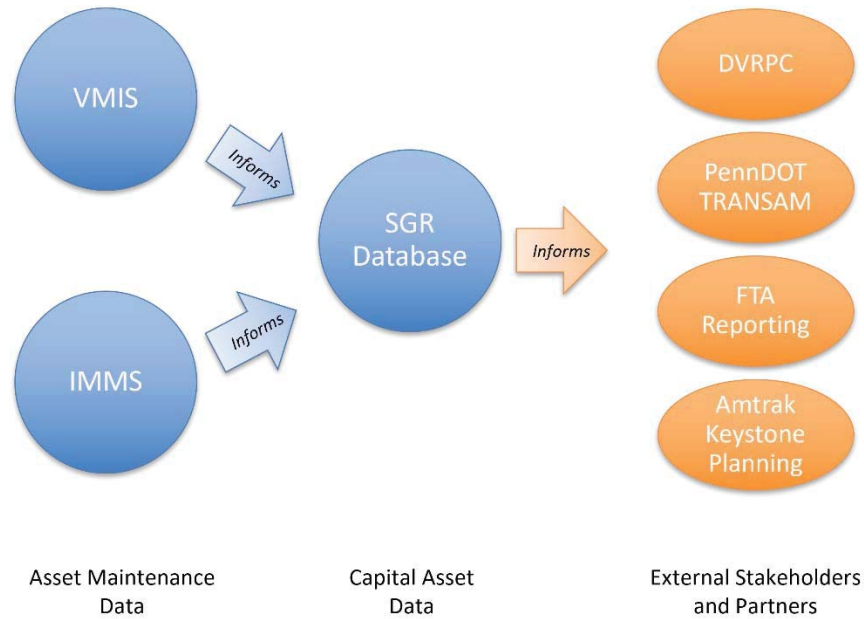 VMIS
Informs
IMMS
Informs
SGR
Database
Informs
DVRPC
PennDOT
TRANSAM
FTA
Reporting
Amtrak
Keystone
Planning
Asset Maintenance
Data
Capital Asset
Data
External Stakeholders
and Partners